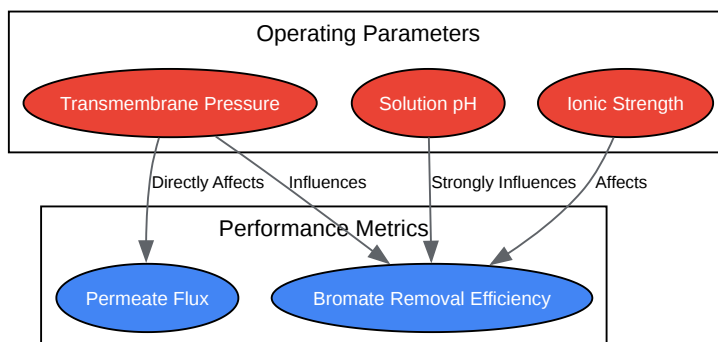 Operating Parameters
Transmembrane Pressure
Solution pH
Ionic Strength
Directly Affects
Influences
Strongly Influences
Affects
Performance Metrics
Permeate Flux
Bromate Removal Efficiency